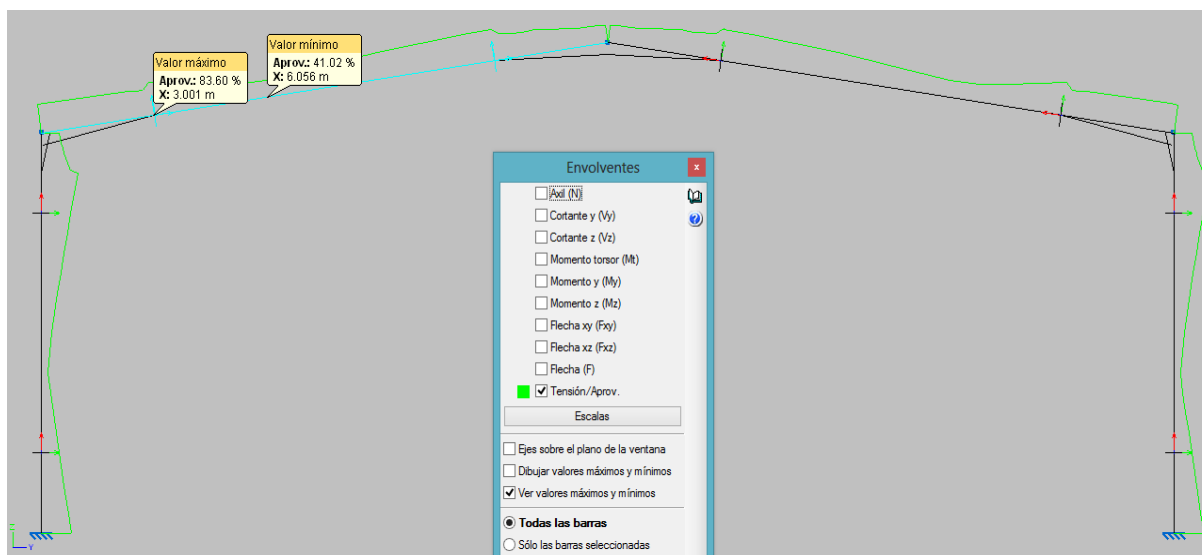 Valor mínimo
Aprov.: 41.02 %
X: 6.056 m
Valor máximo
Aprov.: 83.60 %
X: 3.001 m
Envolventes
x
Axil (N)
Cortante y (Vy)
Cortante z (Vz)
Momento torsor (Mt)
Momento y (My)
Momento z (Mz)
Flecha xy (Fxy)
Flecha xz (Fxz)
Flecha (F)
Tensión/Aprov.
Escalas
Ejes sobre el plano de la ventana
Dibujar valores máximos y mínimos
Ver valores máximos y mínimos
Todas las barras
Sólo las barras seleccionadas
Y